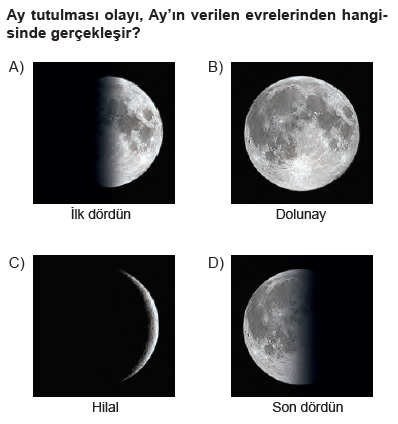 Ay tutulması olayı, Ay’ın verilen evrelerinden hangi-
sinde gerçekleşir?
A)
B)
İlk dördün
Dolunay
C)
D)
Hilal
Son dördün